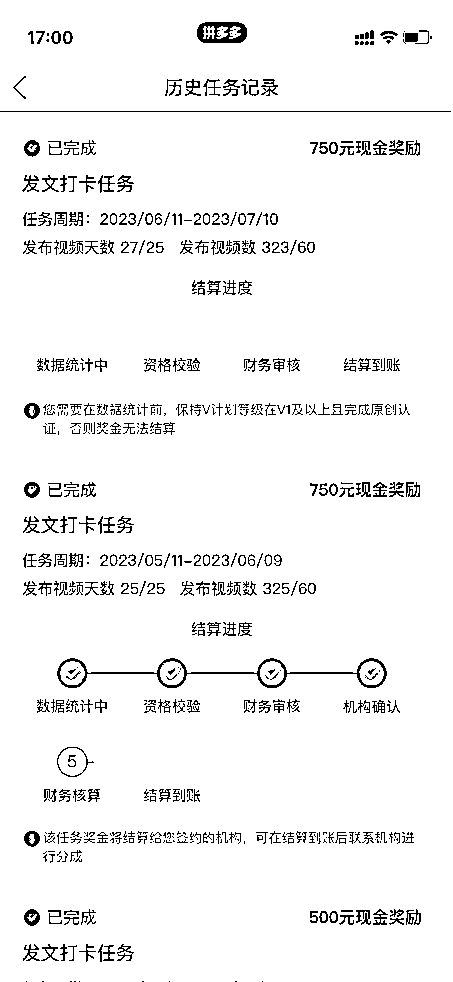 17:00
拼多多
历史任务记录
已完成 750元现金奖励
发文打卡任务
任务周期：2023/06/11-2023/07/10
发布视频天数 27/25 发布视频数 323/60
结算进度
数据统计中 资格校验 财务审核 结算到账
您需要在数据统计前，保持V计划等级在V1及以上且完成原创认
证，否则奖金无法结算
已完成 750元现金奖励
发文打卡任务
任务周期：2023/05/11-2023/06/09
发布视频天数 25/25 发布视频数 325/60
结算进度
数据统计中 资格校验 财务审核 机构确认
5
财务核算 结算到账
该任务奖金将结算给您签约的机构，可在结算到账后联系机构进
行分成
已完成 500元现金奖励
发文打卡任务